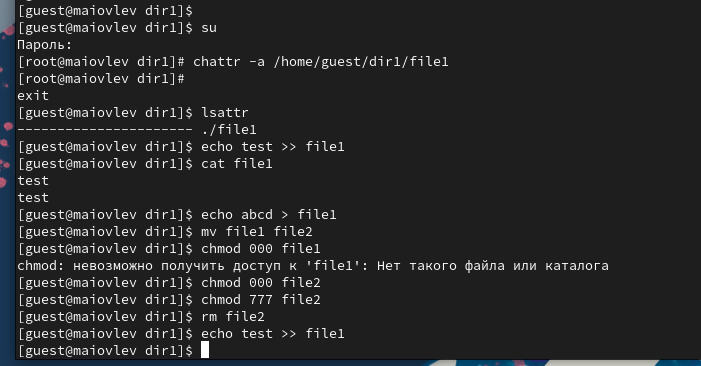 [guest@maiovlev dir1]$
[guest@maiovlev dir1]$ su
Пароль:
[root@maiovlev dir1]# chattr -a /home/guest/dir1/file1
[root@maiovlev dir1]#
exit
[guest@maiovlev dir1]$ lsattr
---------------------- ./file1
[guest@maiovlev dir1]$ echo test >> file1
[guest@maiovlev dir1]$ cat file1
test
test
[guest@maiovlev dir1]$ echo abcd > file1
[guest@maiovlev dir1]$ mv file1 file2
[guest@maiovlev dir1]$ chmod 000 file1
chmod: невозможно получить доступ к 'file1': Нет такого файла или каталога
[guest@maiovlev dir1]$ chmod 000 file2
[guest@maiovlev dir1]$ chmod 777 file2
[guest@maiovlev dir1]$ rm file2
[guest@maiovlev dir1]$ echo test >> file1
[guest@maiovlev dir1]$